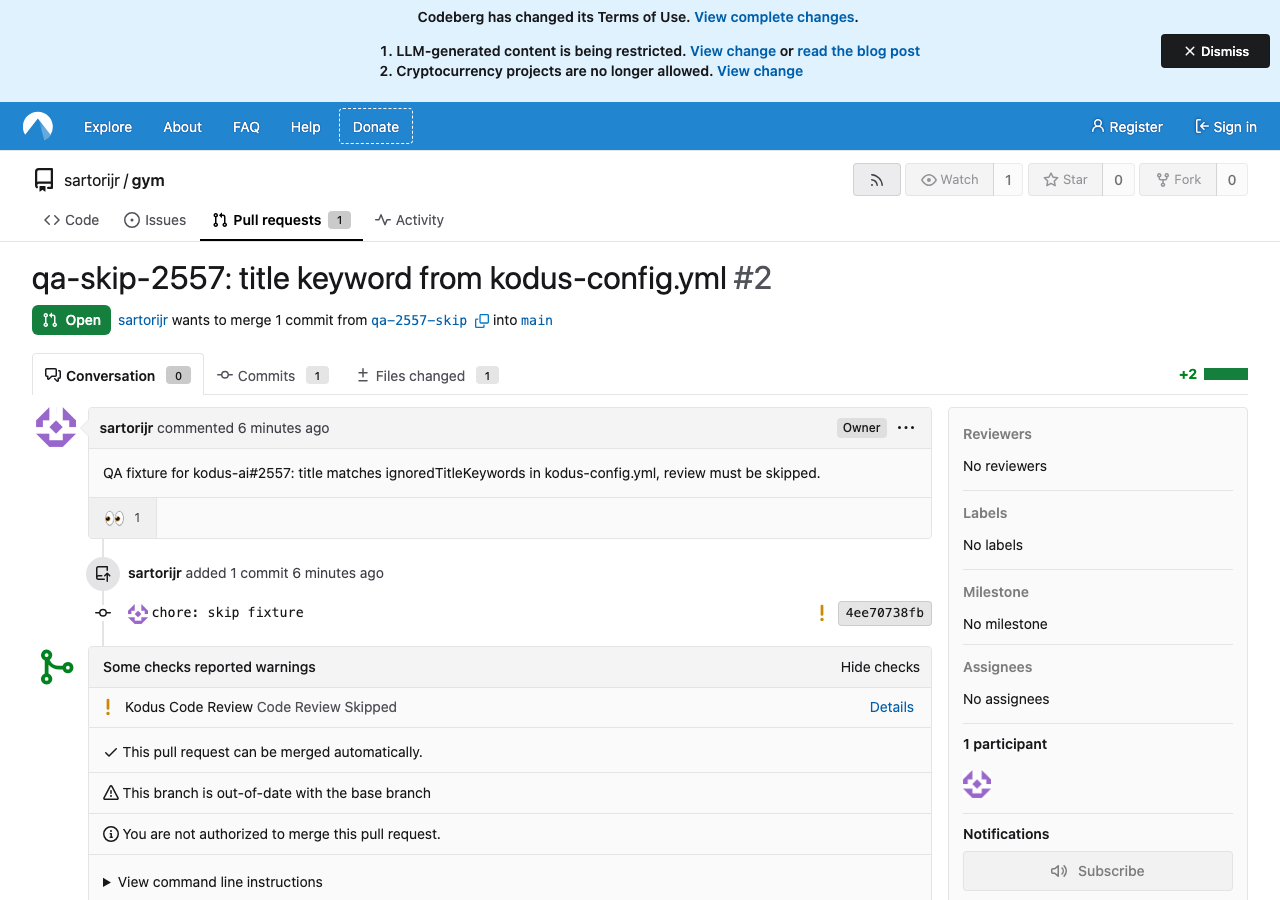 Codeberg has changed its Terms of Use. View complete changes.
1. LLM-generated content is being restricted. View change or read the blog post
2. Cryptocurrency projects are no longer allowed. View change
Dismiss
Explore About FAQ Help Donate Register Sign in
sartorijr / gym
Watch 1 Star 0 Fork 0
Code Issues Pull requests 1 Activity
qa-skip-2557: title keyword from kodus-config.yml #2
Open sartorijr wants to merge 1 commit from qa-2557-skip into main
Conversation 0 Commits 1 Files changed 1 +2
sartorijr commented 6 minutes ago Owner
QA fixture for kodus-ai#2557: title matches ignoredTitleKeywords in kodus-config.yml, review must be skipped.
1
sartorijr added 1 commit 6 minutes ago
chore: skip fixture 4ee70738fb
Some checks reported warnings Hide checks
Kodus Code Review Code Review Skipped Details
This pull request can be merged automatically.
This branch is out-of-date with the base branch
You are not authorized to merge this pull request.
View command line instructions
Reviewers
No reviewers
Labels
No labels
Milestone
No milestone
Assignees
No assignees
1 participant
Notifications
Subscribe